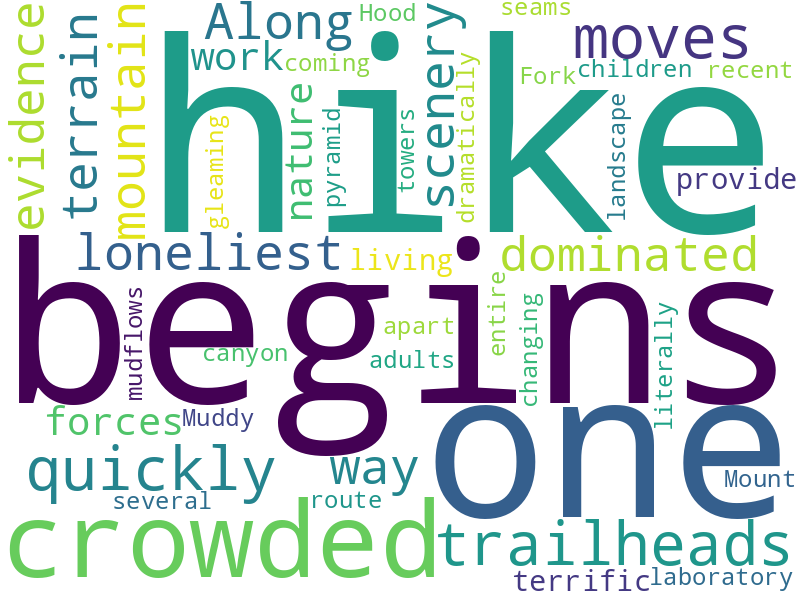 hike
begins
one
crowded
Along
moves
work
Hood
seams
coming
Fork
children
recent
evidence
terrain
mountain
scenery
nature
gleaming
pyramid
towers
dramatically
landscape
provide
loneliest
living
dominated
mudflows
canyon
apart
adults
entire
changing
literally
forces
Muddy
quickly
way
Mount
several
route
trailheads
terrific
laboratory